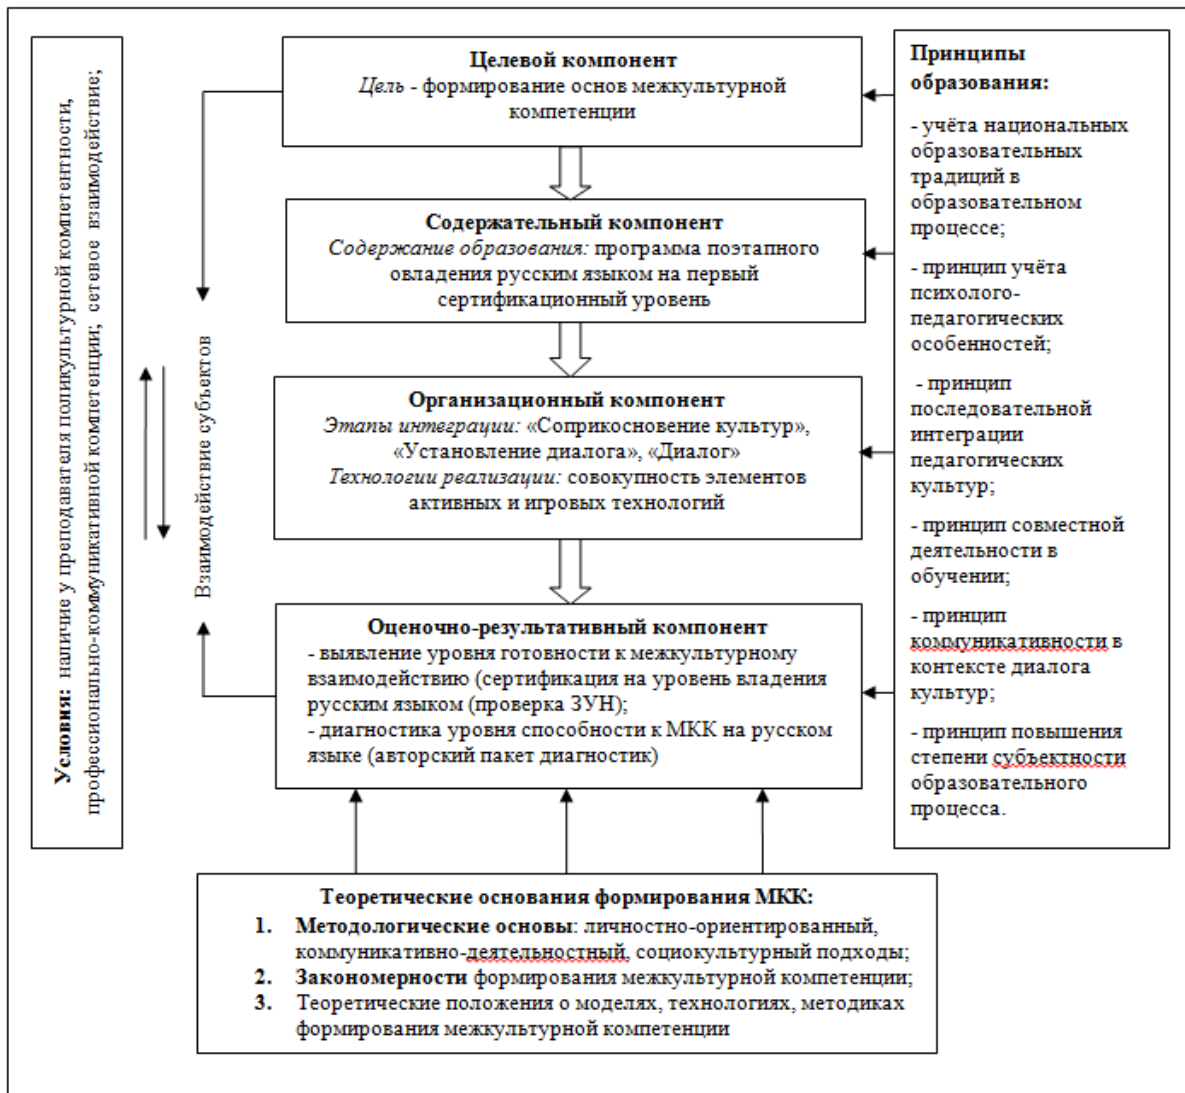 Условия: наличие у преподавателя поликультурной компетентности,
профессионально-коммуникативной компетенции; сетевое взаимодействие;
Взаимодействие субъектов
Целевой компонент
Цель - формирование основ межкультурной
компетенции
Содержательный компонент
Содержание образования: программа поэтапного
овладения русским языком на первый
сертификационный уровень
Организационный компонент
Этапы интеграции: «Соприкосновение культур»,
«Установление диалога», «Диалог»
Технологии реализации: совокупность элементов
активных и игровых технологий
Оценочно-результативный компонент
- выявление уровня готовности к межкультурному
взаимодействию (сертификация на уровень владения
русским языком (проверка ЗУН);
- диагностика уровня способности к МКК на русском
языке (авторский пакет диагностик)
Принципы
образования:
- учёта национальных
образовательных
традиций в
образовательном
процессе;
- принцип учёта
психолого-
педагогических
особенностей;
- принцип
последовательной
интеграции
педагогических
культур;
- принцип совместной
деятельности в
обучении;
- принцип
коммуникативности в
контексте диалога
культур;
- принцип повышения
степени субъектности
образовательного
процесса.
Теоретические основания формирования МКК:
1. Методологические основы: личностно-ориентированный,
коммуникативно-деятельностный, социокультурный подходы;
2. Закономерности формирования межкультурной компетенции;
3. Теоретические положения о моделях, технологиях, методиках
формирования межкультурной компетенции